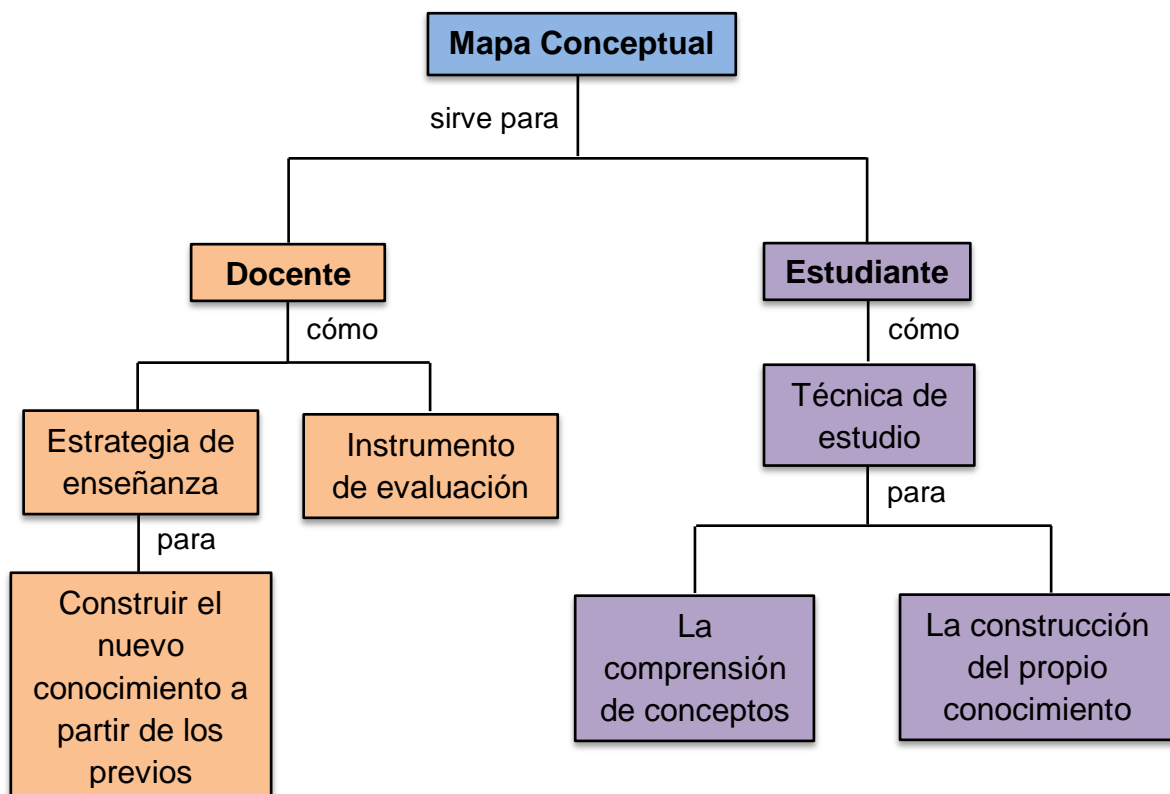 Mapa Conceptual
sirve para
Docente
Estudiante
cómo
cómo
Estrategia de
enseñanza
Instrumento
de evaluación
Técnica de
estudio
para
para
Construir el
nuevo
conocimiento a
partir de los
previos
La
comprensión
de conceptos
La construcción
del propio
conocimiento